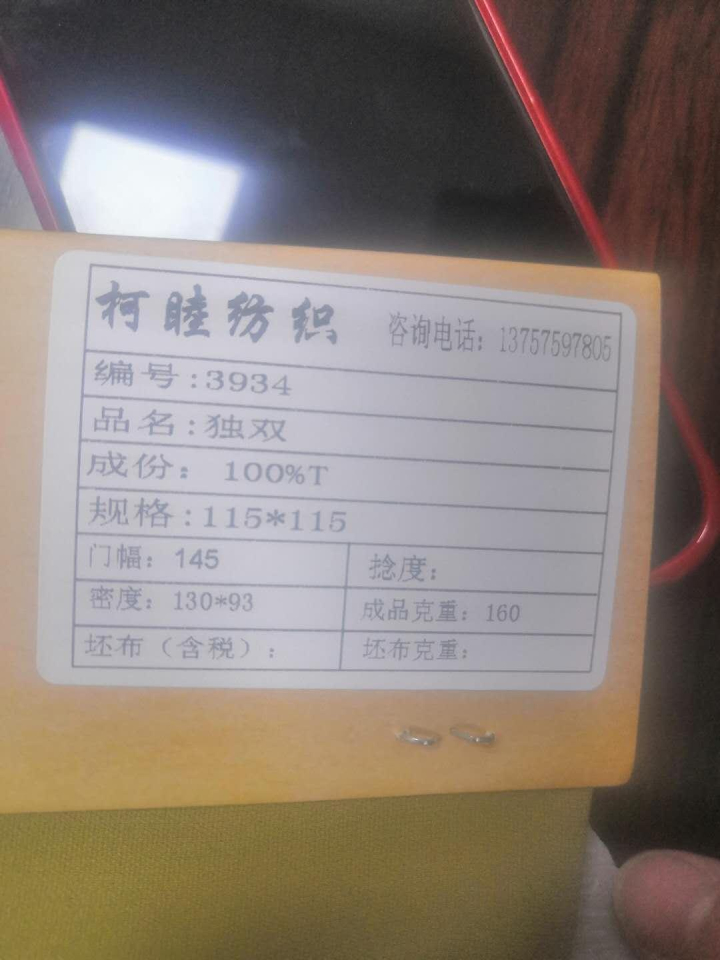 柯睦纺织 咨询电话：13757597805
编号:3934
品名:独双
成份：100%T
规格:115*115
门幅：145 捻度：
密度：130*93 成品克重：160
坯布（含税）： 坯布克重：